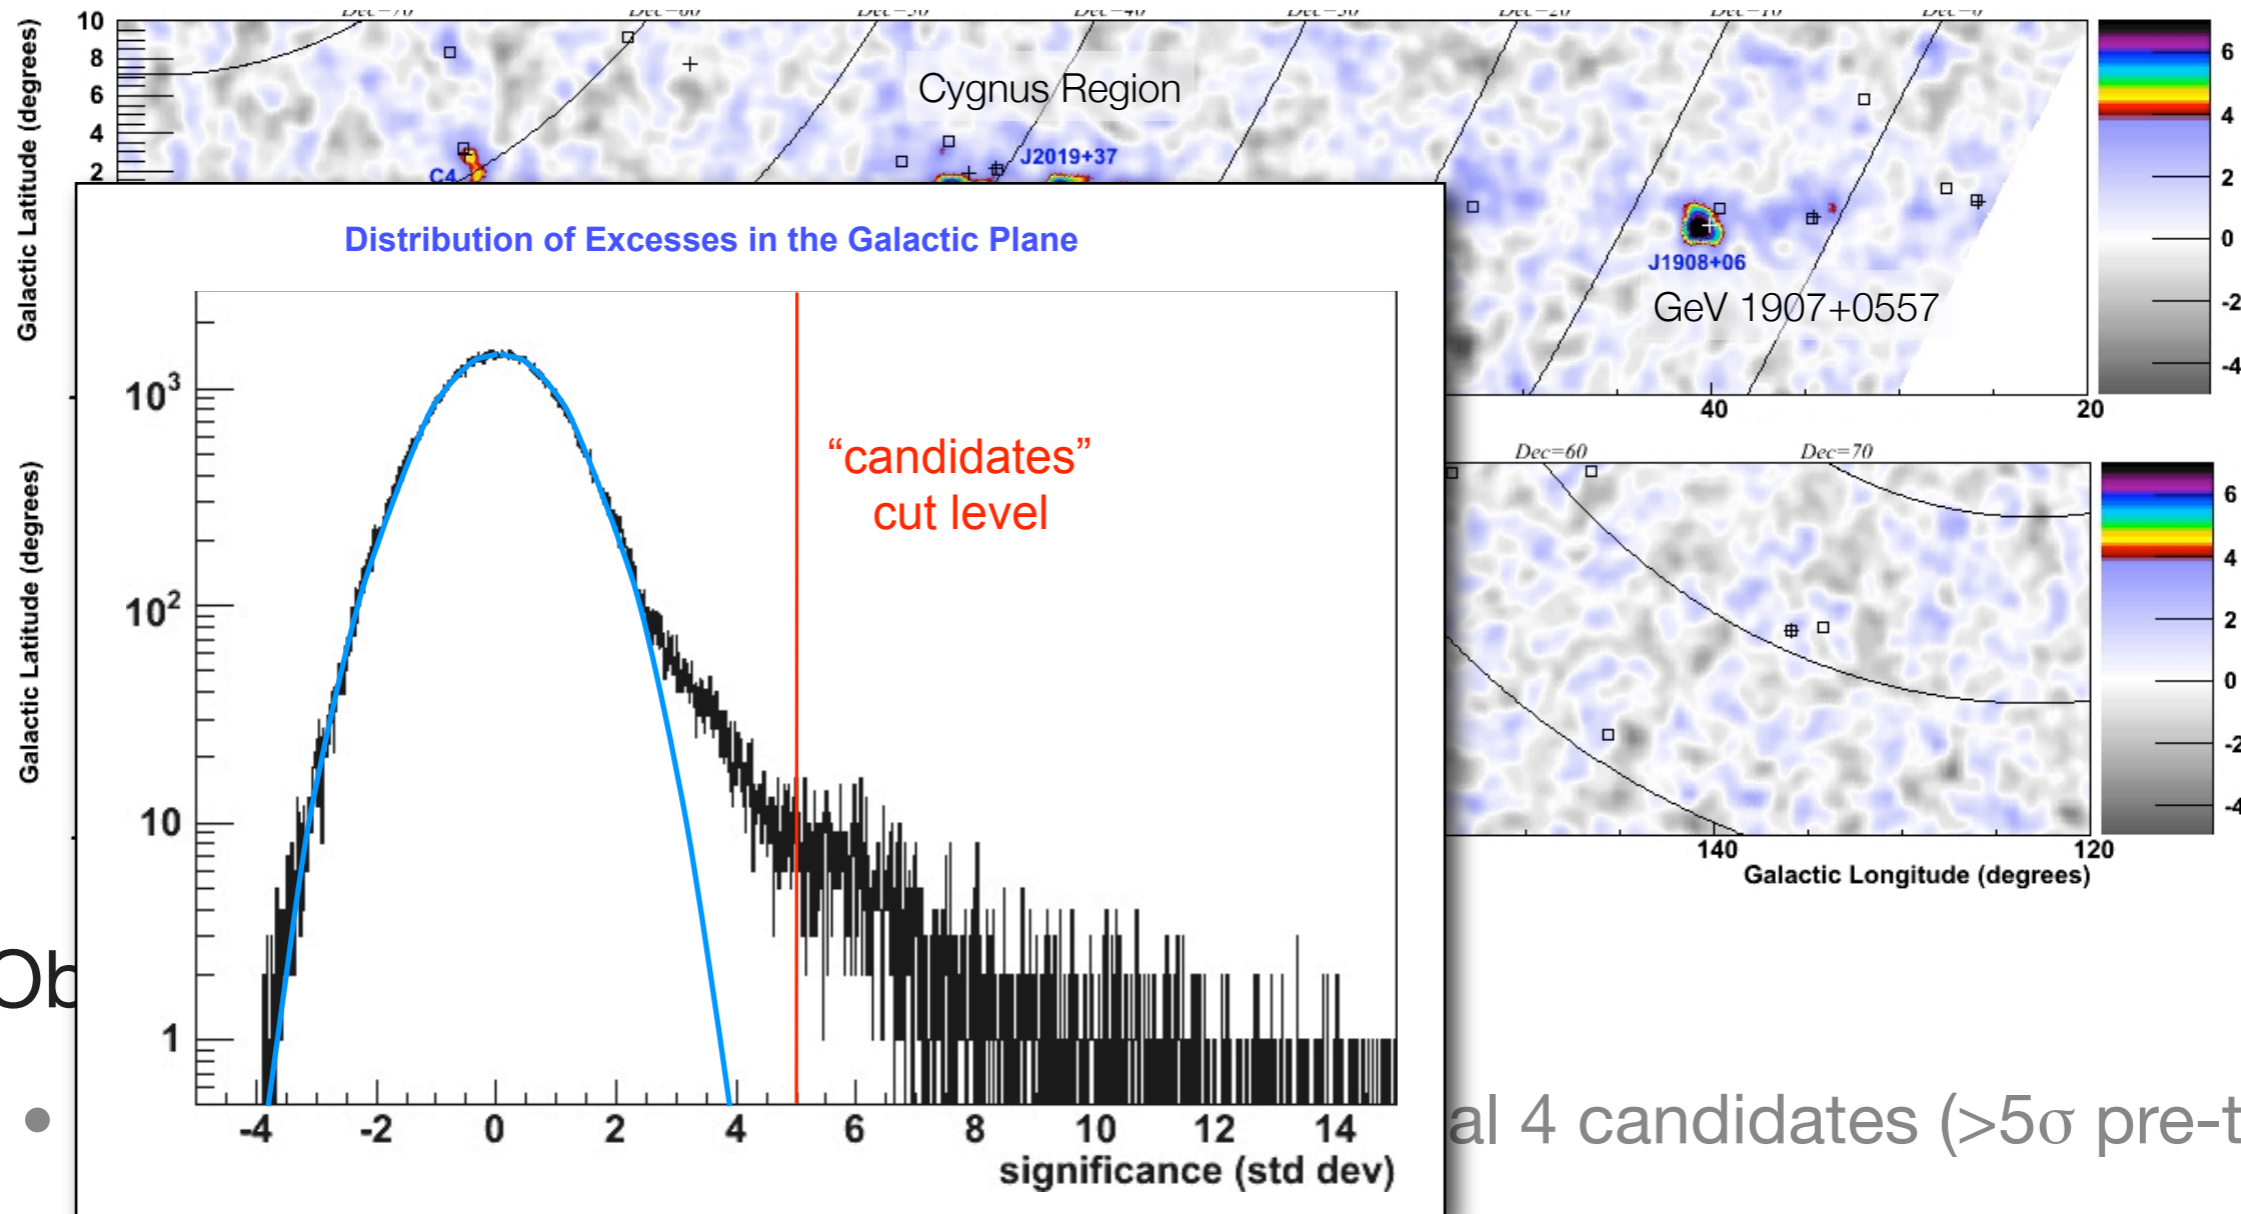 10
8
6
4
2
Galactic Latitude (degrees)
Cygnus Region
J2019+37
C4
J1908+06
GeV 1907+0557
6
4
2
0
-2
-4
40
20
Distribution of Excesses in the Galactic Plane
10³
10²
10
1
“candidates”
cut level
-4 -2 0 2 4 6 8 10 12 14
significance (std dev)
Galactic Latitude (degrees)
Dec=60
Dec=70
6
4
2
0
-2
-4
140
120
Galactic Longitude (degrees)
Ob
• al 4 candidates (>5σ pre-t